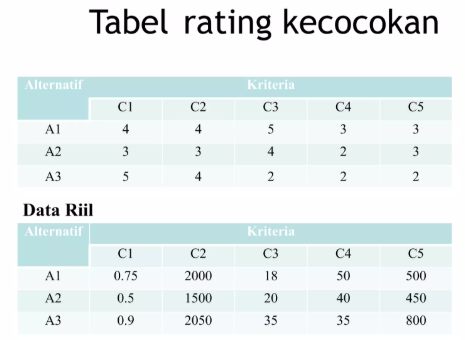 Tabel rating kecocokan
Alternatif Kriteria
C1 C2 C3 C4 C5
A1 4 4 5 3 3
A2 3 3 4 2 3
A3 5 4 2 2 2
Data Riil
Alternatif Kriteria
C1 C2 C3 C4 C5
A1 0.75 2000 18 50 500
A2 0.5 1500 20 40 450
A3 0.9 2050 35 35 800